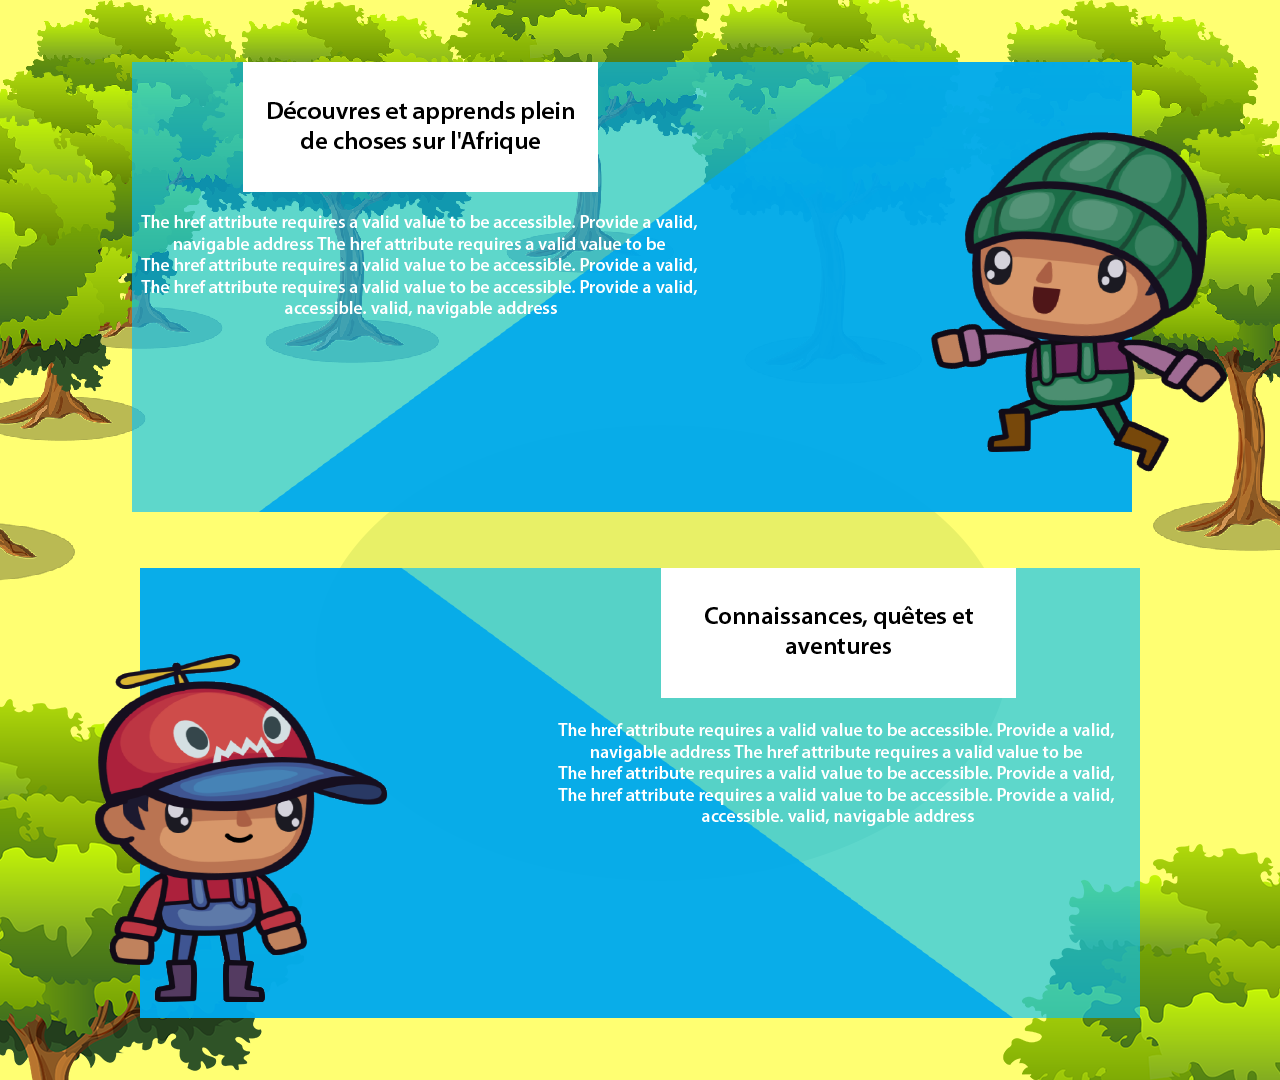 Découvres et apprends plein
de choses sur l'Afrique
The href attribute requires a valid value to be accessible. Provide a valid,
navigable address The href attribute requires a valid value to be
The href attribute requires a valid value to be accessible. Provide a valid,
The href attribute requires a valid value to be accessible. Provide a valid,
accessible. valid, navigable address
Connaissances, quêtes et
aventures
The href attribute requires a valid value to be accessible. Provide a valid,
navigable address The href attribute requires a valid value to be
The href attribute requires a valid value to be accessible. Provide a valid,
The href attribute requires a valid value to be accessible. Provide a valid,
accessible. valid, navigable address